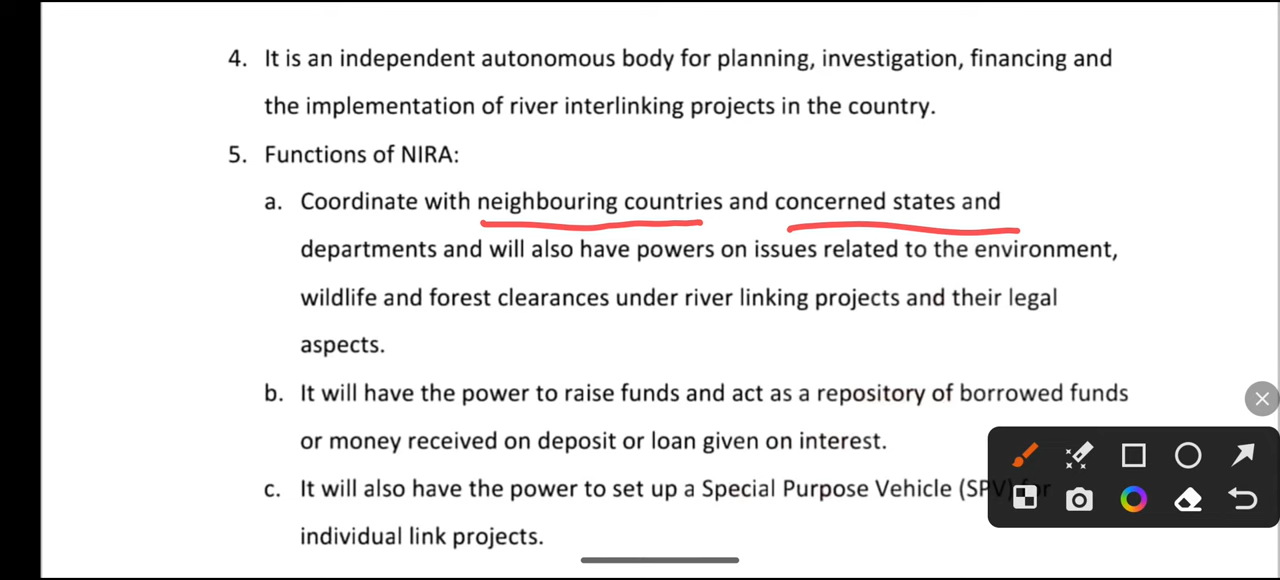 4. It is an independent autonomous body for planning, investigation, financing and
the implementation of river interlinking projects in the country.
5. Functions of NIRA:
a. Coordinate with neighbouring countries and concerned states and
departments and will also have powers on issues related to the environment,
wildlife and forest clearances under river linking projects and their legal
aspects.
b. It will have the power to raise funds and act as a repository of borrowed funds
or money received on deposit or loan given on interest.
c. It will also have the power to set up a Special Purpose Vehicle (SPV) for
individual link projects.